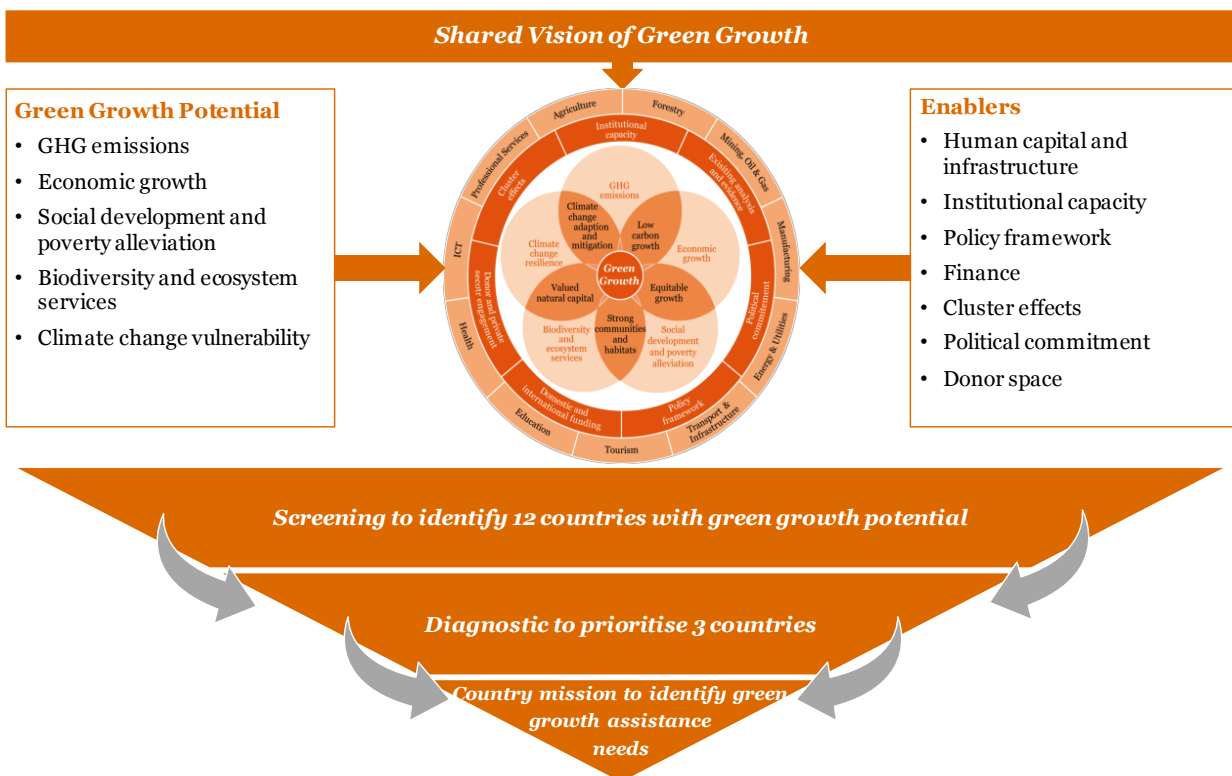 Shared Vision of Green Growth
Green Growth Potential
• GHG emissions
• Economic growth
• Social development and
poverty alleviation
• Biodiversity and ecosystem
services
• Climate change vulnerability
Agriculture
Forestry
Mining, Oil & Gas
Manufacturing
Energy & Utilities
Transport &
Infrastructure
Tourism
Education
Health
ICT
Professional Services
Institutional
capacity
Exisiting analysis
and evidence
Political
commitment
Policy
framework
Domestic and
international funding
Donor and private
secotr engagement
Cluster
effects
GHG
emissions
Climate
change
adaption
and
mitigation
Low
carbon
growth
Climate
change
resilience
Economic
growth
Green
Growth
Valued
natural capital
Equitable
growth
Strong
communities
and
habitats
Biodiversity
and
ecosystem
services
Social
development
and poverty
alleviation
Enablers
• Human capital and
infrastructure
• Institutional capacity
• Policy framework
• Finance
• Cluster effects
• Political commitment
• Donor space
Screening to identify 12 countries with green growth potential
Diagnostic to prioritise 3 countries
Country mission to identify green
growth assistance
needs